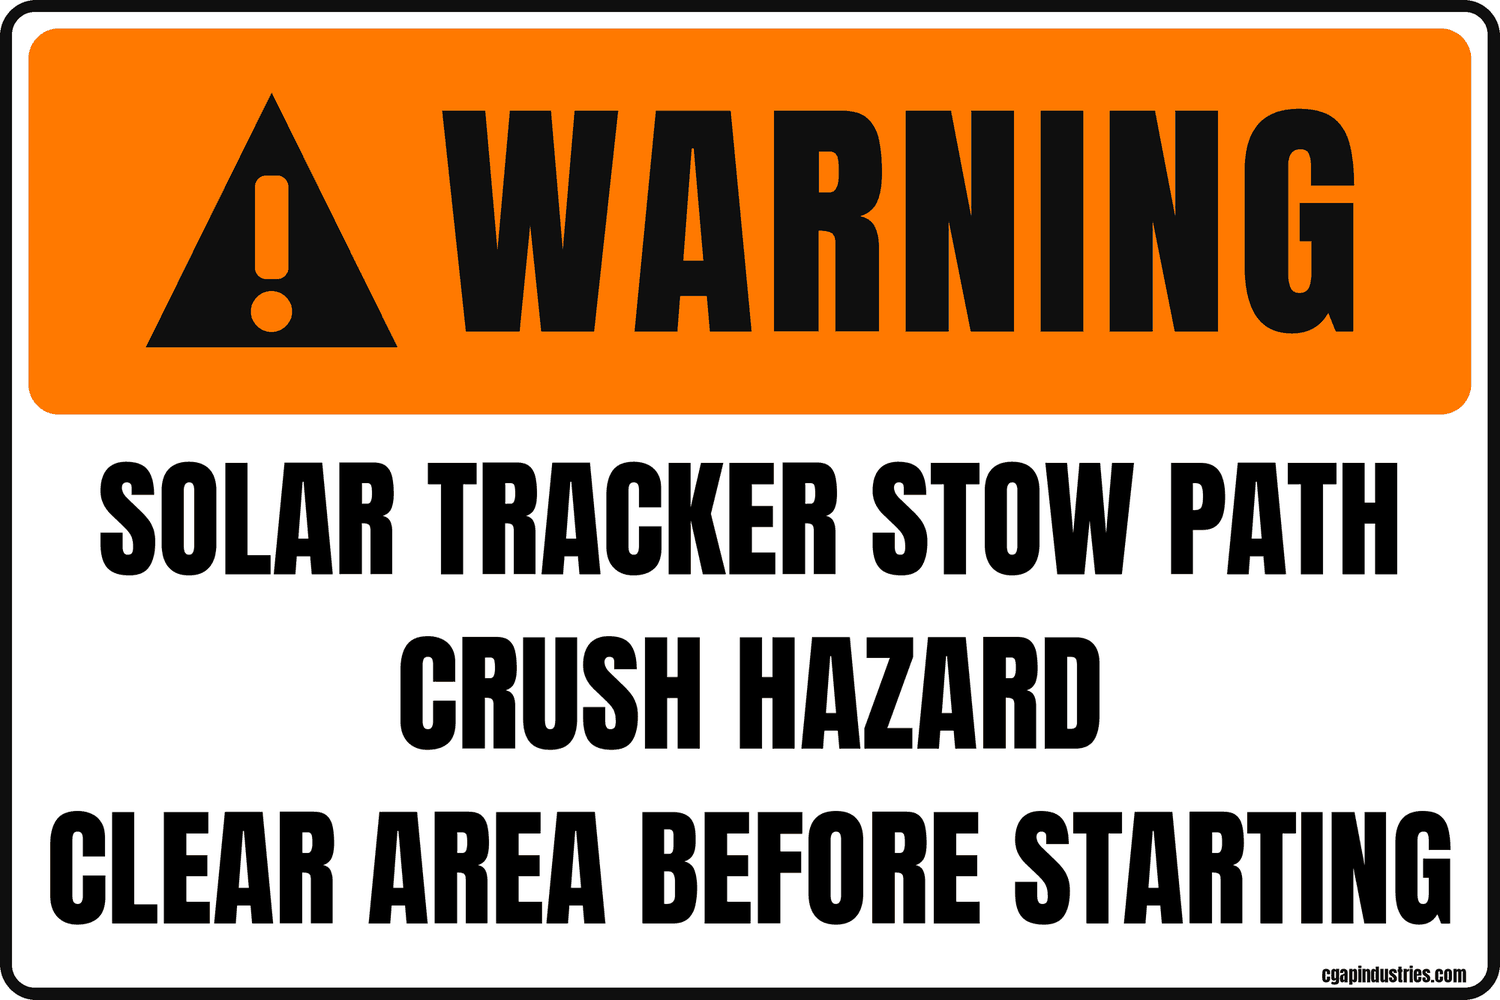 WARNING
SOLAR TRACKER STOW PATH
CRUSH HAZARD
CLEAR AREA BEFORE STARTING
cgapindustries.com